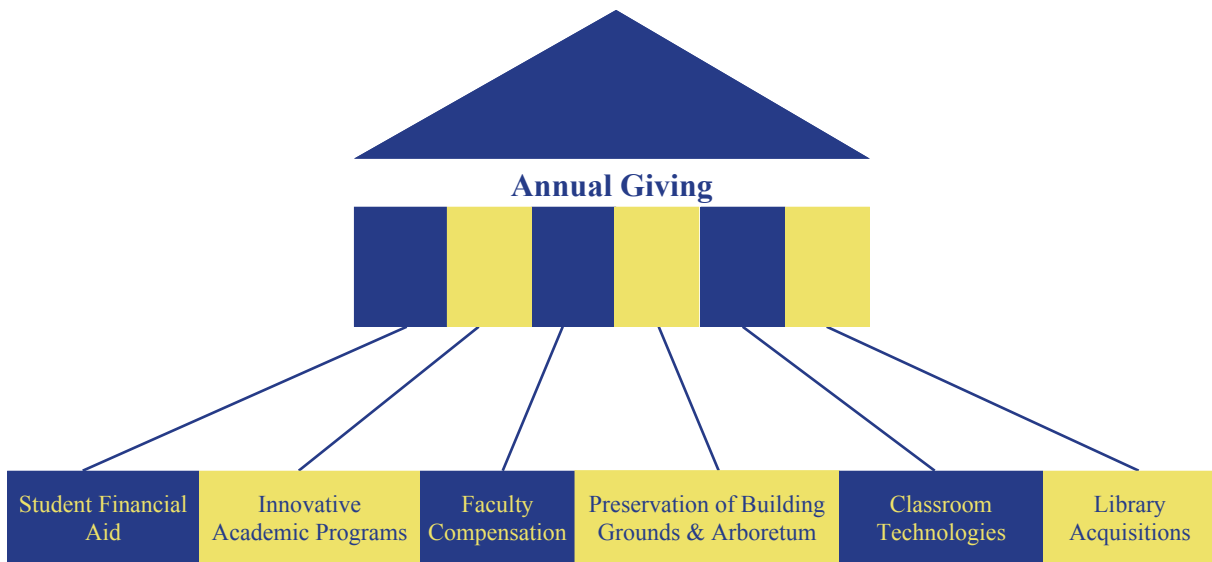 Annual Giving
Student Financial
Aid
Innovative
Academic Programs
Faculty
Compensation
Preservation of Building
Grounds & Arboretum
Classroom
Technologies
Library
Acquisitions